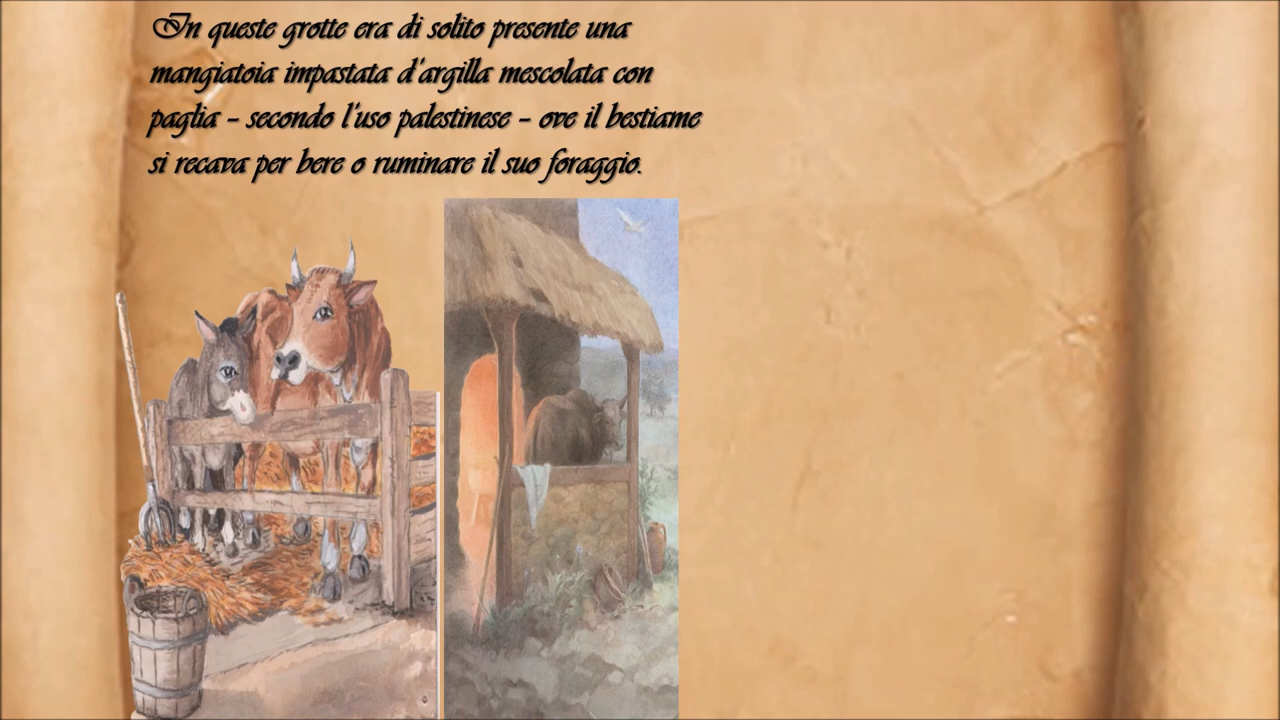 In queste grotte era di solito presente una
mangiatoia impastata d'argilla mescolata con
paglia – secondo l'uso palestinese – ove il bestiame
si recava per bere o ruminare il suo foraggio.